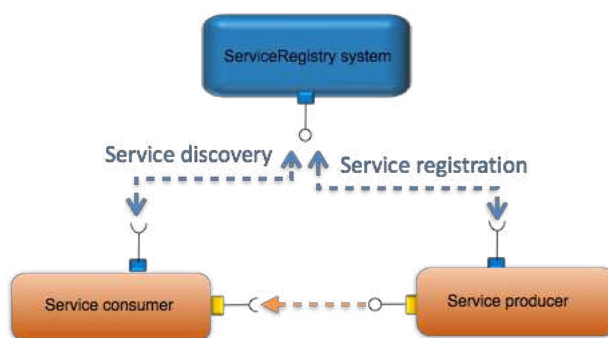 ServiceRegistry system
Service discovery
Service registration
Service consumer
Service producer